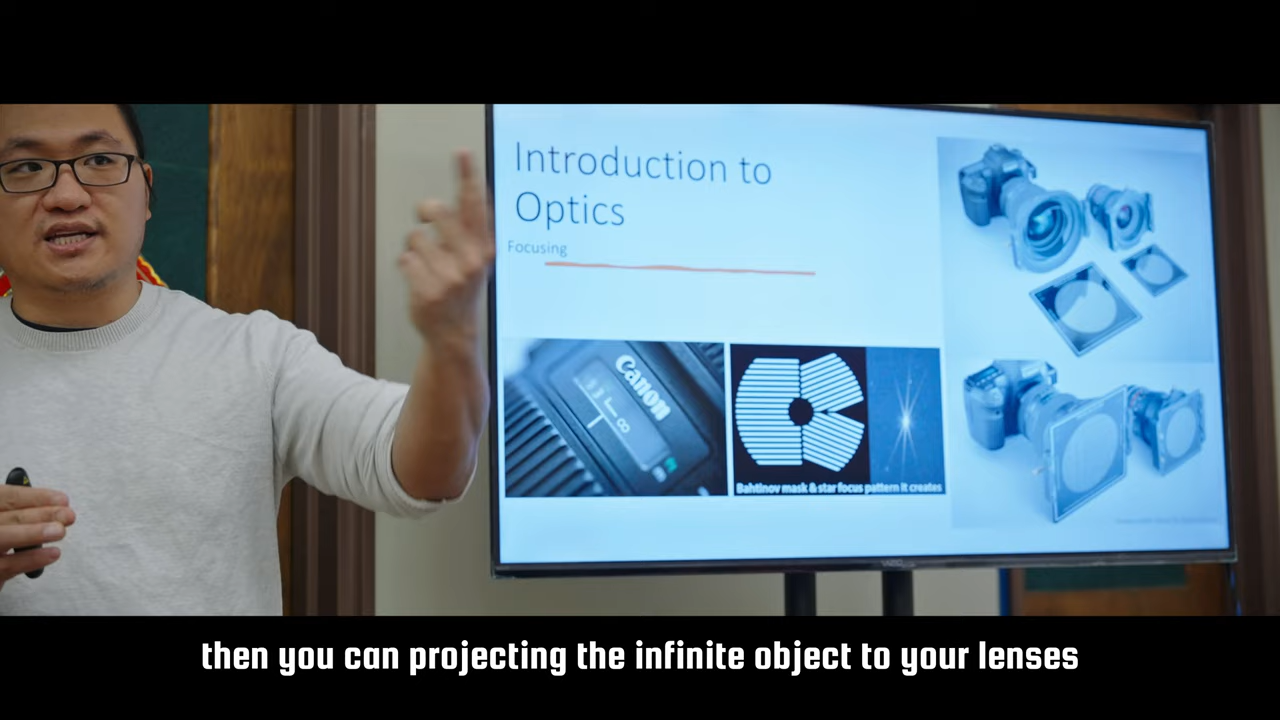 Introduction to
Optics
Focusing
Canon
L ∞
Bahtinov mask & star focus pattern it creates
VIZIO
then you can projecting the infinite object to your lenses